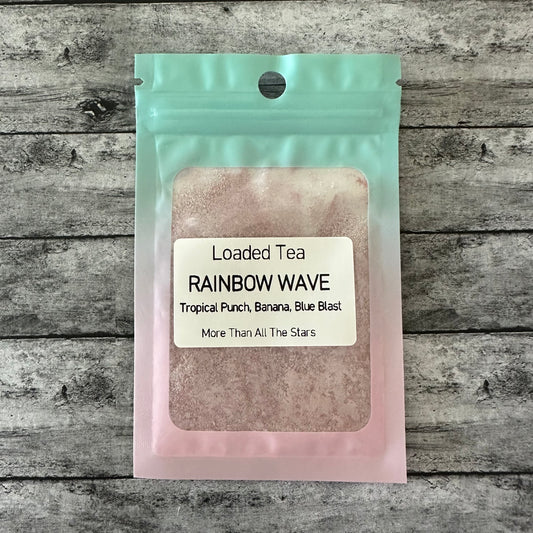 Loaded Tea
RAINBOW WAVE
Tropical Punch, Banana, Blue Blast
More Than All The Stars